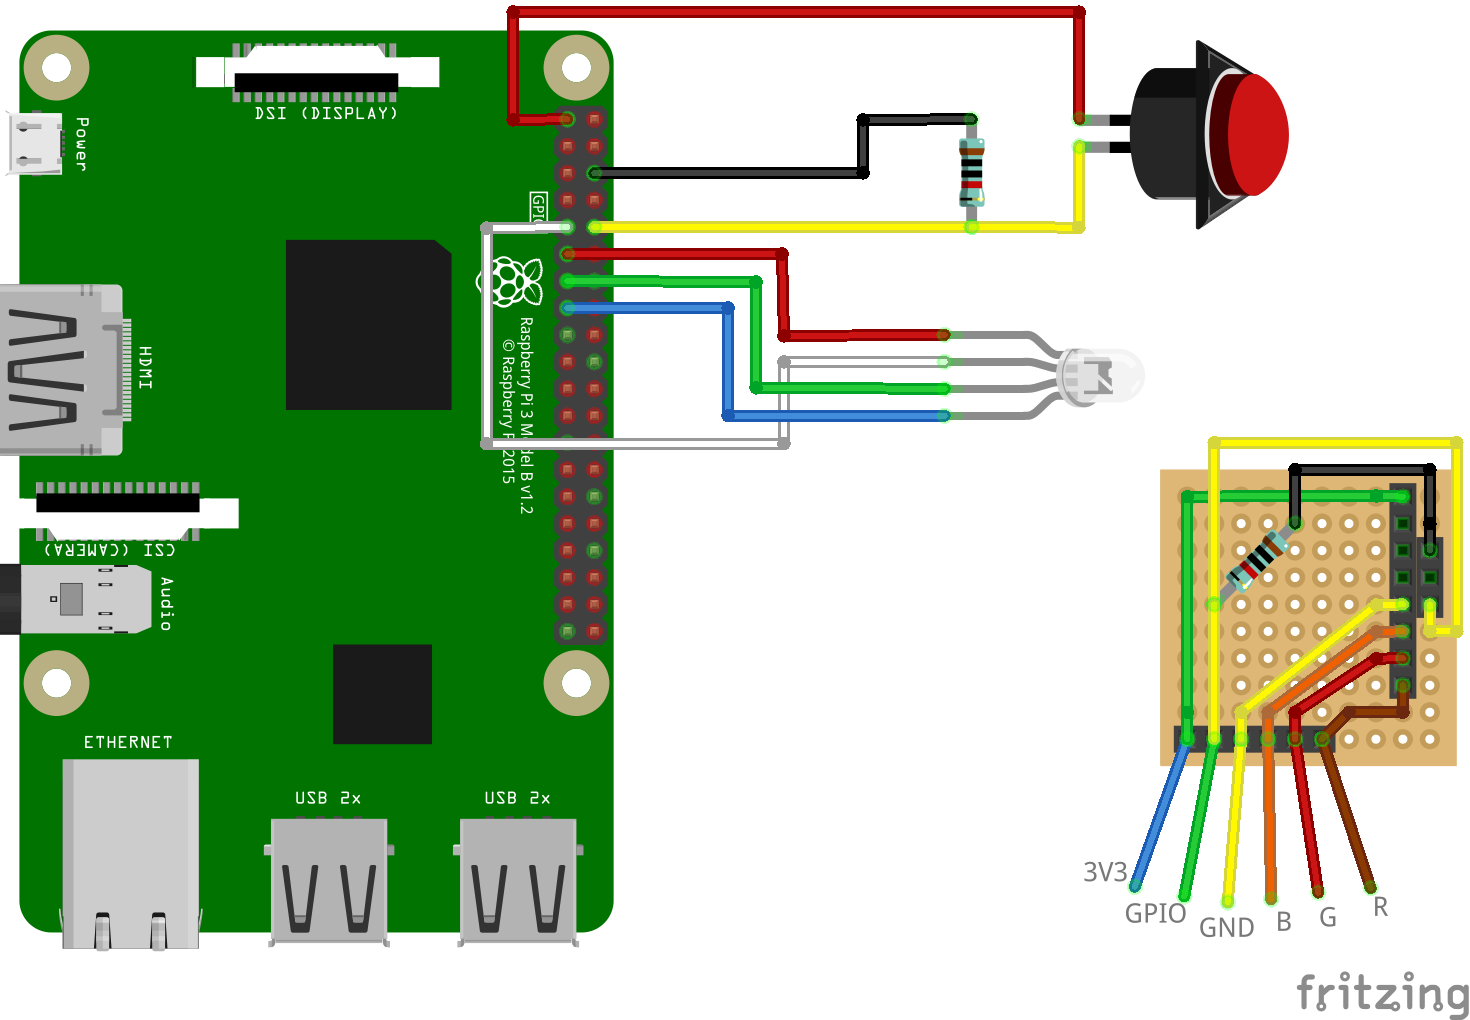 DSI (DISPLAY)
Power
GPIO
HDMI
Raspberry Pi 3 Model B v1.2
© Raspberry Pi 2015
CSI (CAMERA)
Audio
ETHERNET
USB 2x
USB 2x
3V3
GPIO
GND
B
G
R
fritzing